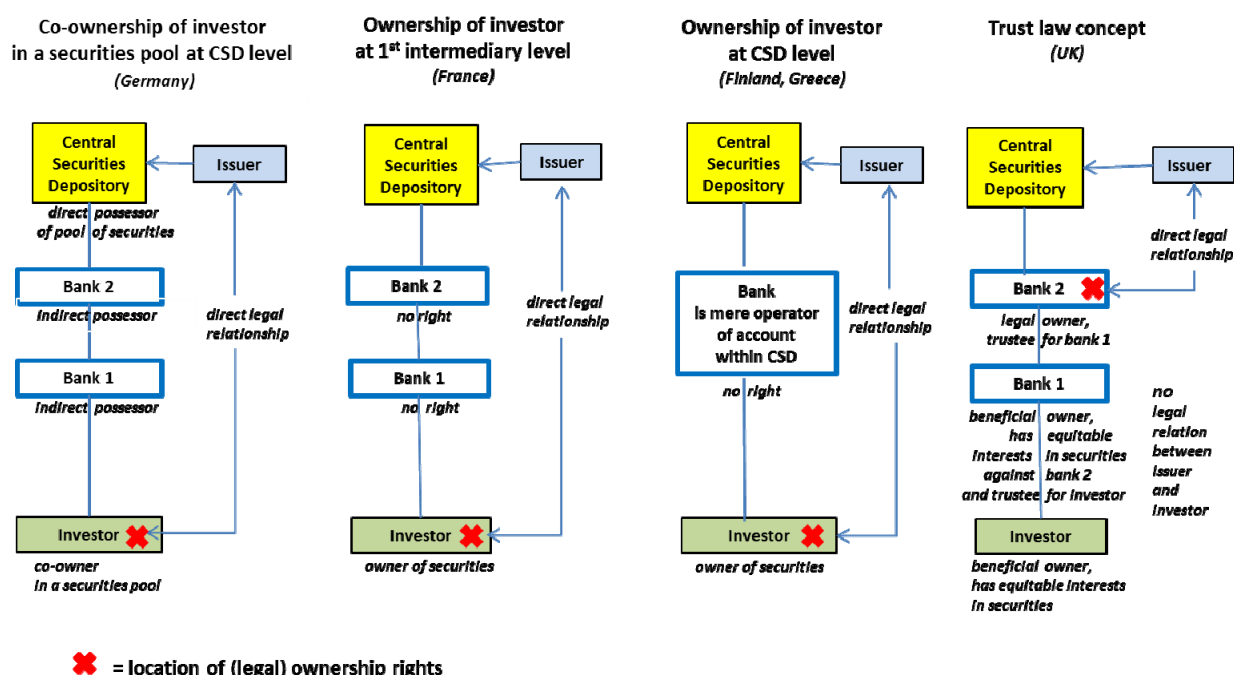 Co-ownership of investor
in a securities pool at CSD level
(Germany)
Central
Securities
Depository
Issuer
direct possessor
of pool of securities
Bank 2
indirect possessor
direct legal
relationship
Bank 1
indirect possessor
Investor
co-owner
in a securities pool
Ownership of investor
at 1st intermediary level
(France)
Central
Securities
Depository
Issuer
Bank 2
no right
direct legal
relationship
Bank 1
no right
Investor
owner of securities
Ownership of investor
at CSD level
(Finland, Greece)
Central
Securities
Depository
Issuer
Bank
is mere operator
of account
within CSD
no right
direct legal
relationship
Investor
owner of securities
Trust law concept
(UK)
Central
Securities
Depository
Issuer
direct legal
relationship
Bank 2
legal owner,
trustee for bank 1
Bank 1
beneficial owner,
has equitable
interests in securities
against bank 2
and trustee for investor
no
legal
relation
between
issuer
and
investor
Investor
beneficial owner,
has equitable interests
in securities
= location of (legal) ownership rights